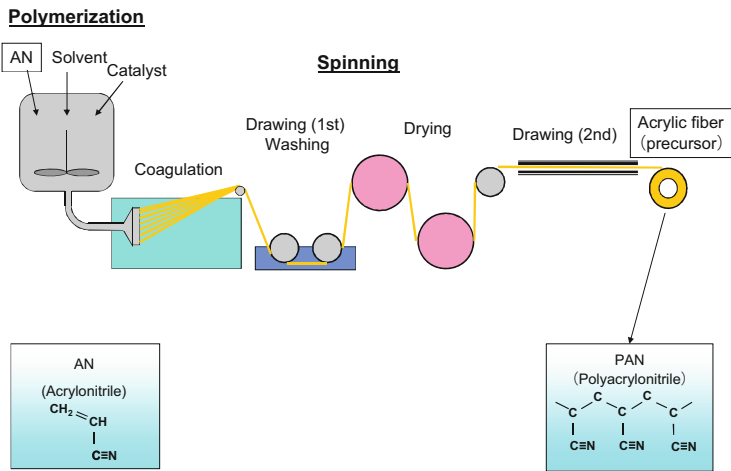 Polymerization
AN Solvent
Catalyst
Spinning
Coagulation
Drawing (1st)
Washing
Drying
Drawing (2nd)
Acrylic fiber
(precursor)
AN
(Acrylonitrile)
CH2=CH
C≡N
PAN
(Polyacrylonitrile)
C C
C C C
C≡N C≡N C≡N